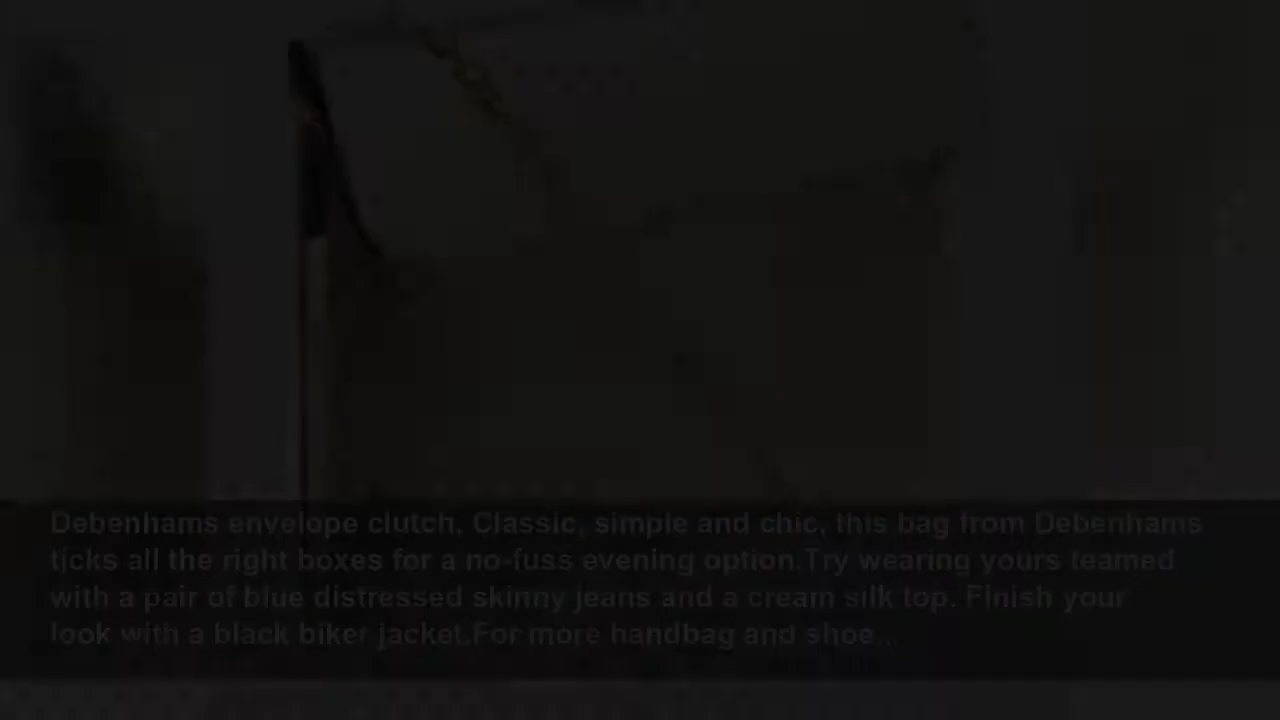 Debenhams envelope clutch. Classic, simple and chic, this bag from Debenhams
ticks all the right boxes for a no-fuss evening option.Try wearing yours teamed
with a pair of blue distressed skinny jeans and a cream silk top. Finish your
look with a black biker jacket.For more handbag and shoe...